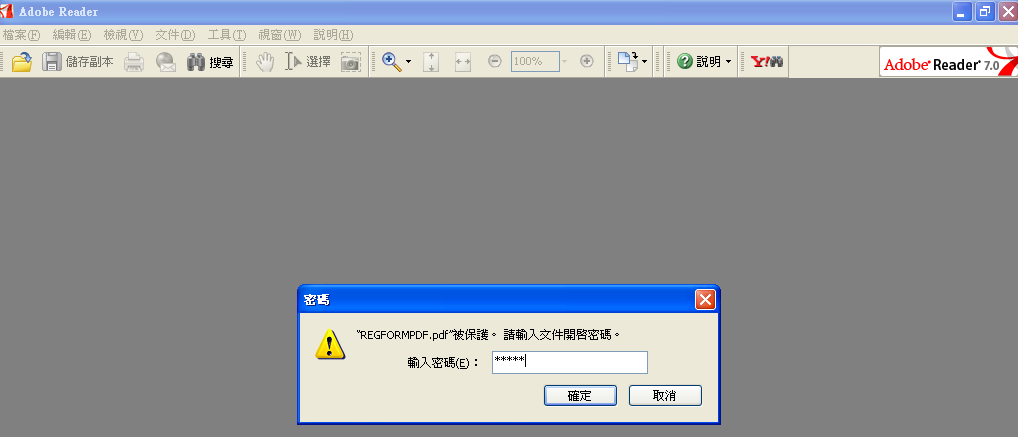 Adobe Reader
檔案(F) 編輯(E) 檢視(V) 文件(D) 工具(T) 視窗(W) 說明(H)
儲存副本 搜尋 選擇 100% 說明 Y! Adobe Reader 7.0
密碼
"REGFORMPDF.pdf"被保護。 請輸入文件開啓密碼。
輸入密碼(E)： *****
確定 取消